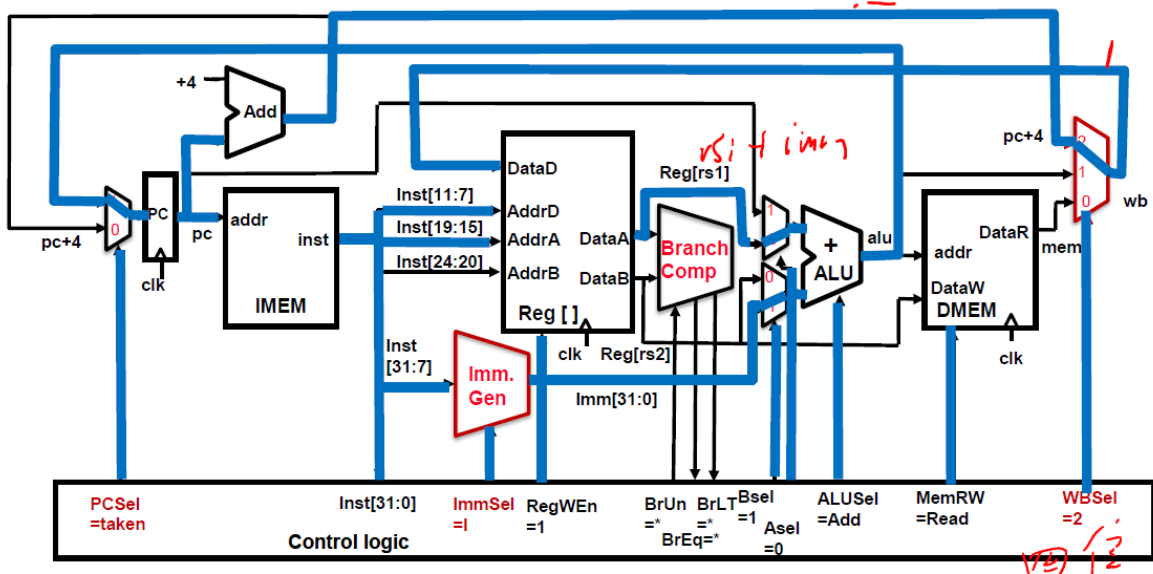 +4
Add
pc+4
2
1
0
wb
rs1 + imm
Reg[rs1]
DataD
Inst[11:7]
AddrD
Inst[19:15]
AddrA
Inst[24:20]
AddrB
DataA
DataB
Reg [ ]
clk
Branch
Comp
1
0
0
1
+
ALU
alu
addr
DataR
DataW
DMEM
clk
mem
0
PC
pc
pc+4
clk
addr
inst
IMEM
Inst
[31:7]
Imm.
Gen
Reg[rs2]
Imm[31:0]
PCSel
=taken
Inst[31:0]
ImmSel
=I
RegWEn
=1
BrUn
=*
BrEq=*
BrLT
=*
Bsel
=1
Asel
=0
ALUSel
=Add
MemRW
=Read
WBSel
=2
Control logic